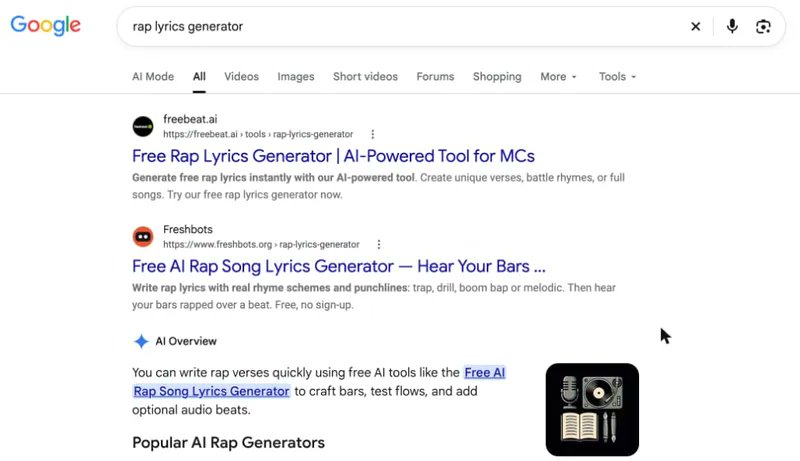 Google
rap lyrics generator
AI Mode
All
Videos
Images
Short videos
Forums
Shopping
More
Tools
freebeat.ai
https://freebeat.ai › tools › rap-lyrics-generator
Free Rap Lyrics Generator | AI-Powered Tool for MCs
Generate free rap lyrics instantly with our AI-powered tool. Create unique verses, battle rhymes, or full
songs. Try our free rap lyrics generator now.
Freshbots
https://www.freshbots.org › rap-lyrics-generator
Free AI Rap Song Lyrics Generator — Hear Your Bars ...
Write rap lyrics with real rhyme schemes and punchlines: trap, drill, boom bap or melodic. Then hear
your bars rapped over a beat. Free, no sign-up.
AI Overview
You can write rap verses quickly using free AI tools like the Free AI
Rap Song Lyrics Generator to craft bars, test flows, and add
optional audio beats.
Popular AI Rap Generators